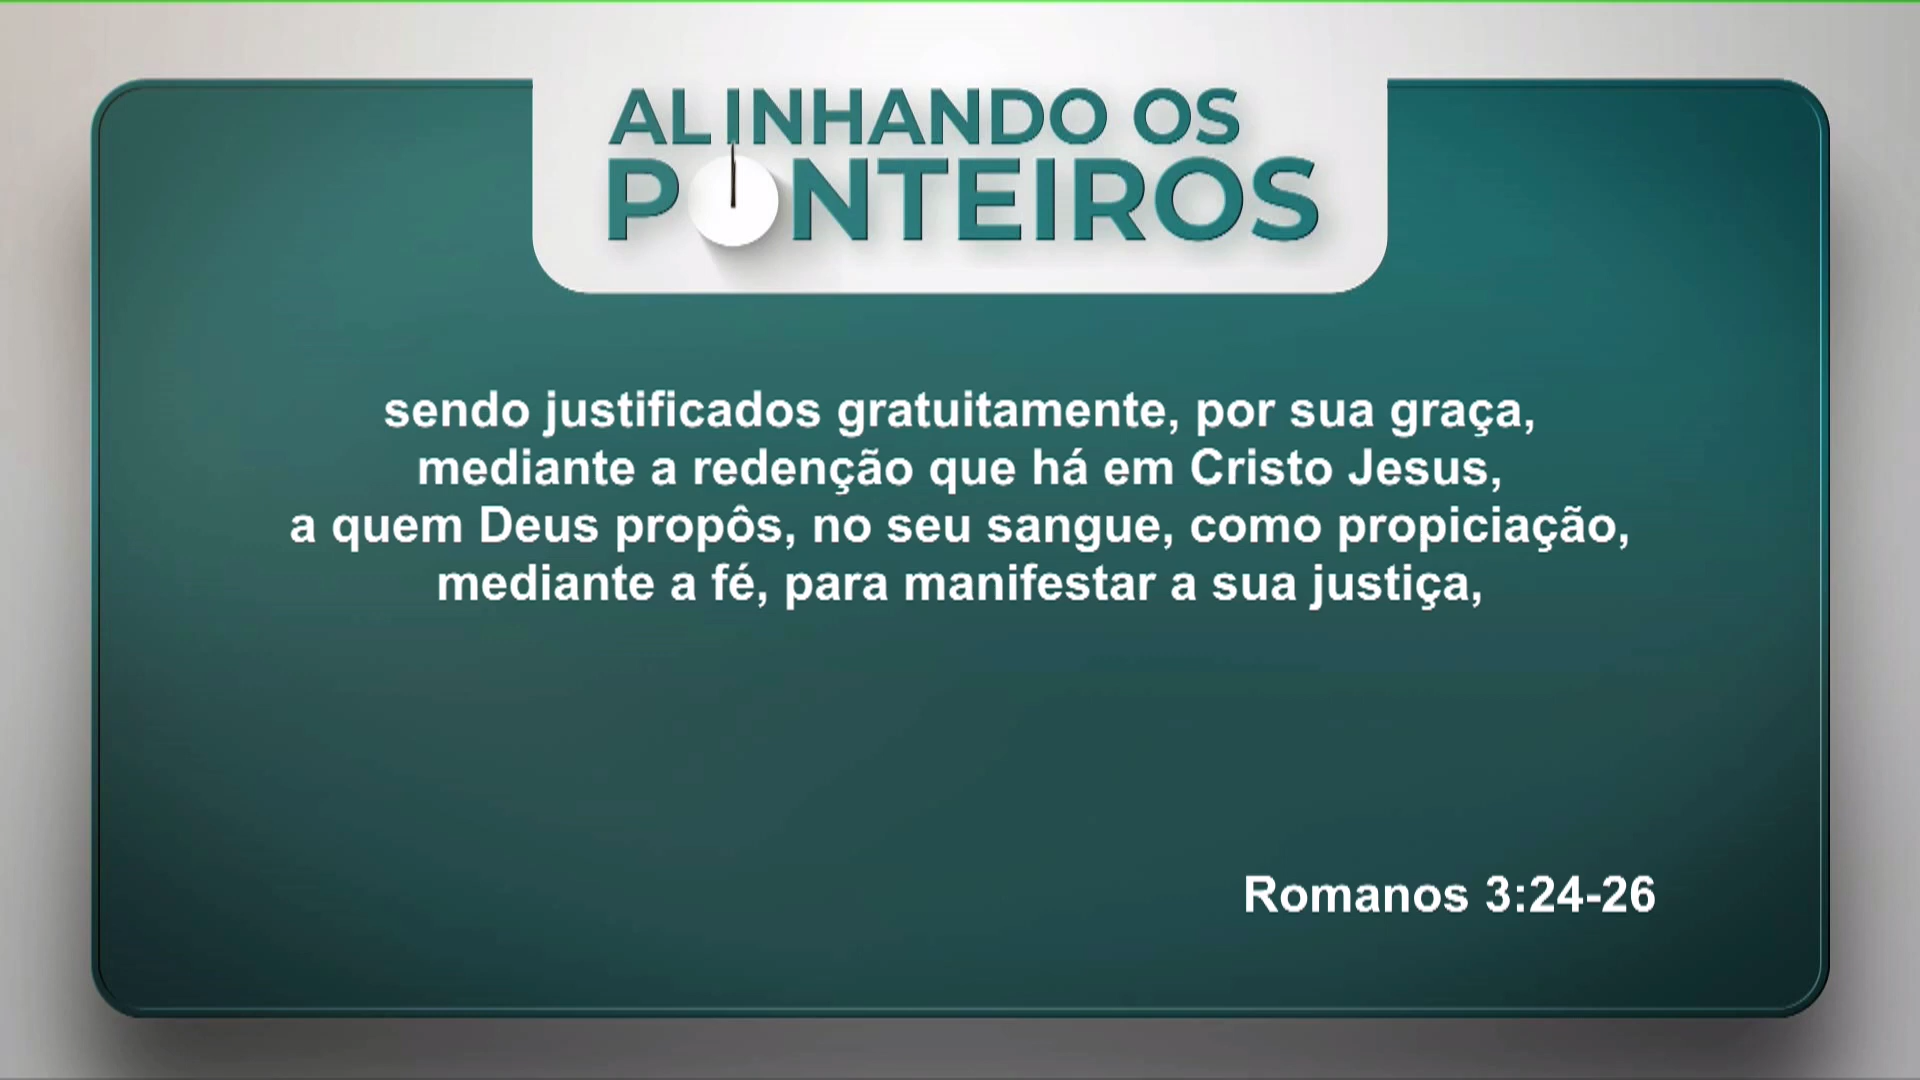 ALINHANDO OS
PONTEIROS
sendo justificados gratuitamente, por sua graça,
mediante a redenção que há em Cristo Jesus,
a quem Deus propôs, no seu sangue, como propiciação,
mediante a fé, para manifestar a sua justiça,
Romanos 3:24-26